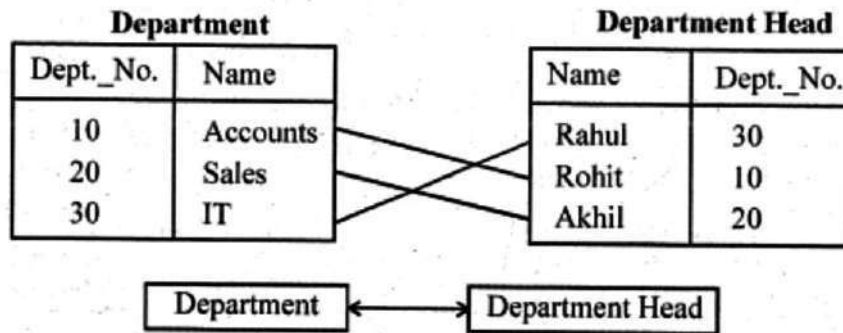 Department Department Head
Dept._No. Name Name Dept._No.
10 Accounts Rahul 30
20 Sales Rohit 10
30 IT Akhil 20
Department Department Head